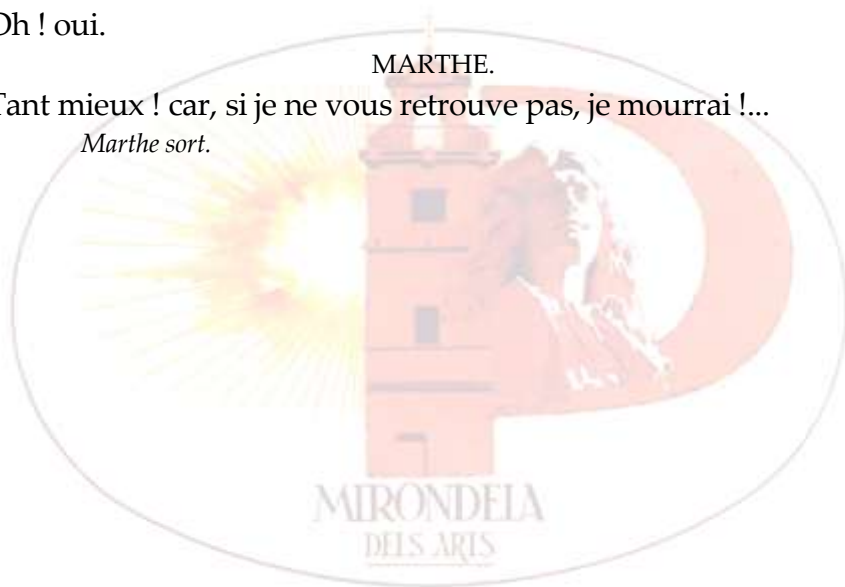 Oh ! oui.
MARTHE.
Tant mieux ! car, si je ne vous retrouve pas, je mourrai !...
Marthe sort.
MIRONDELA
DELS ARTS